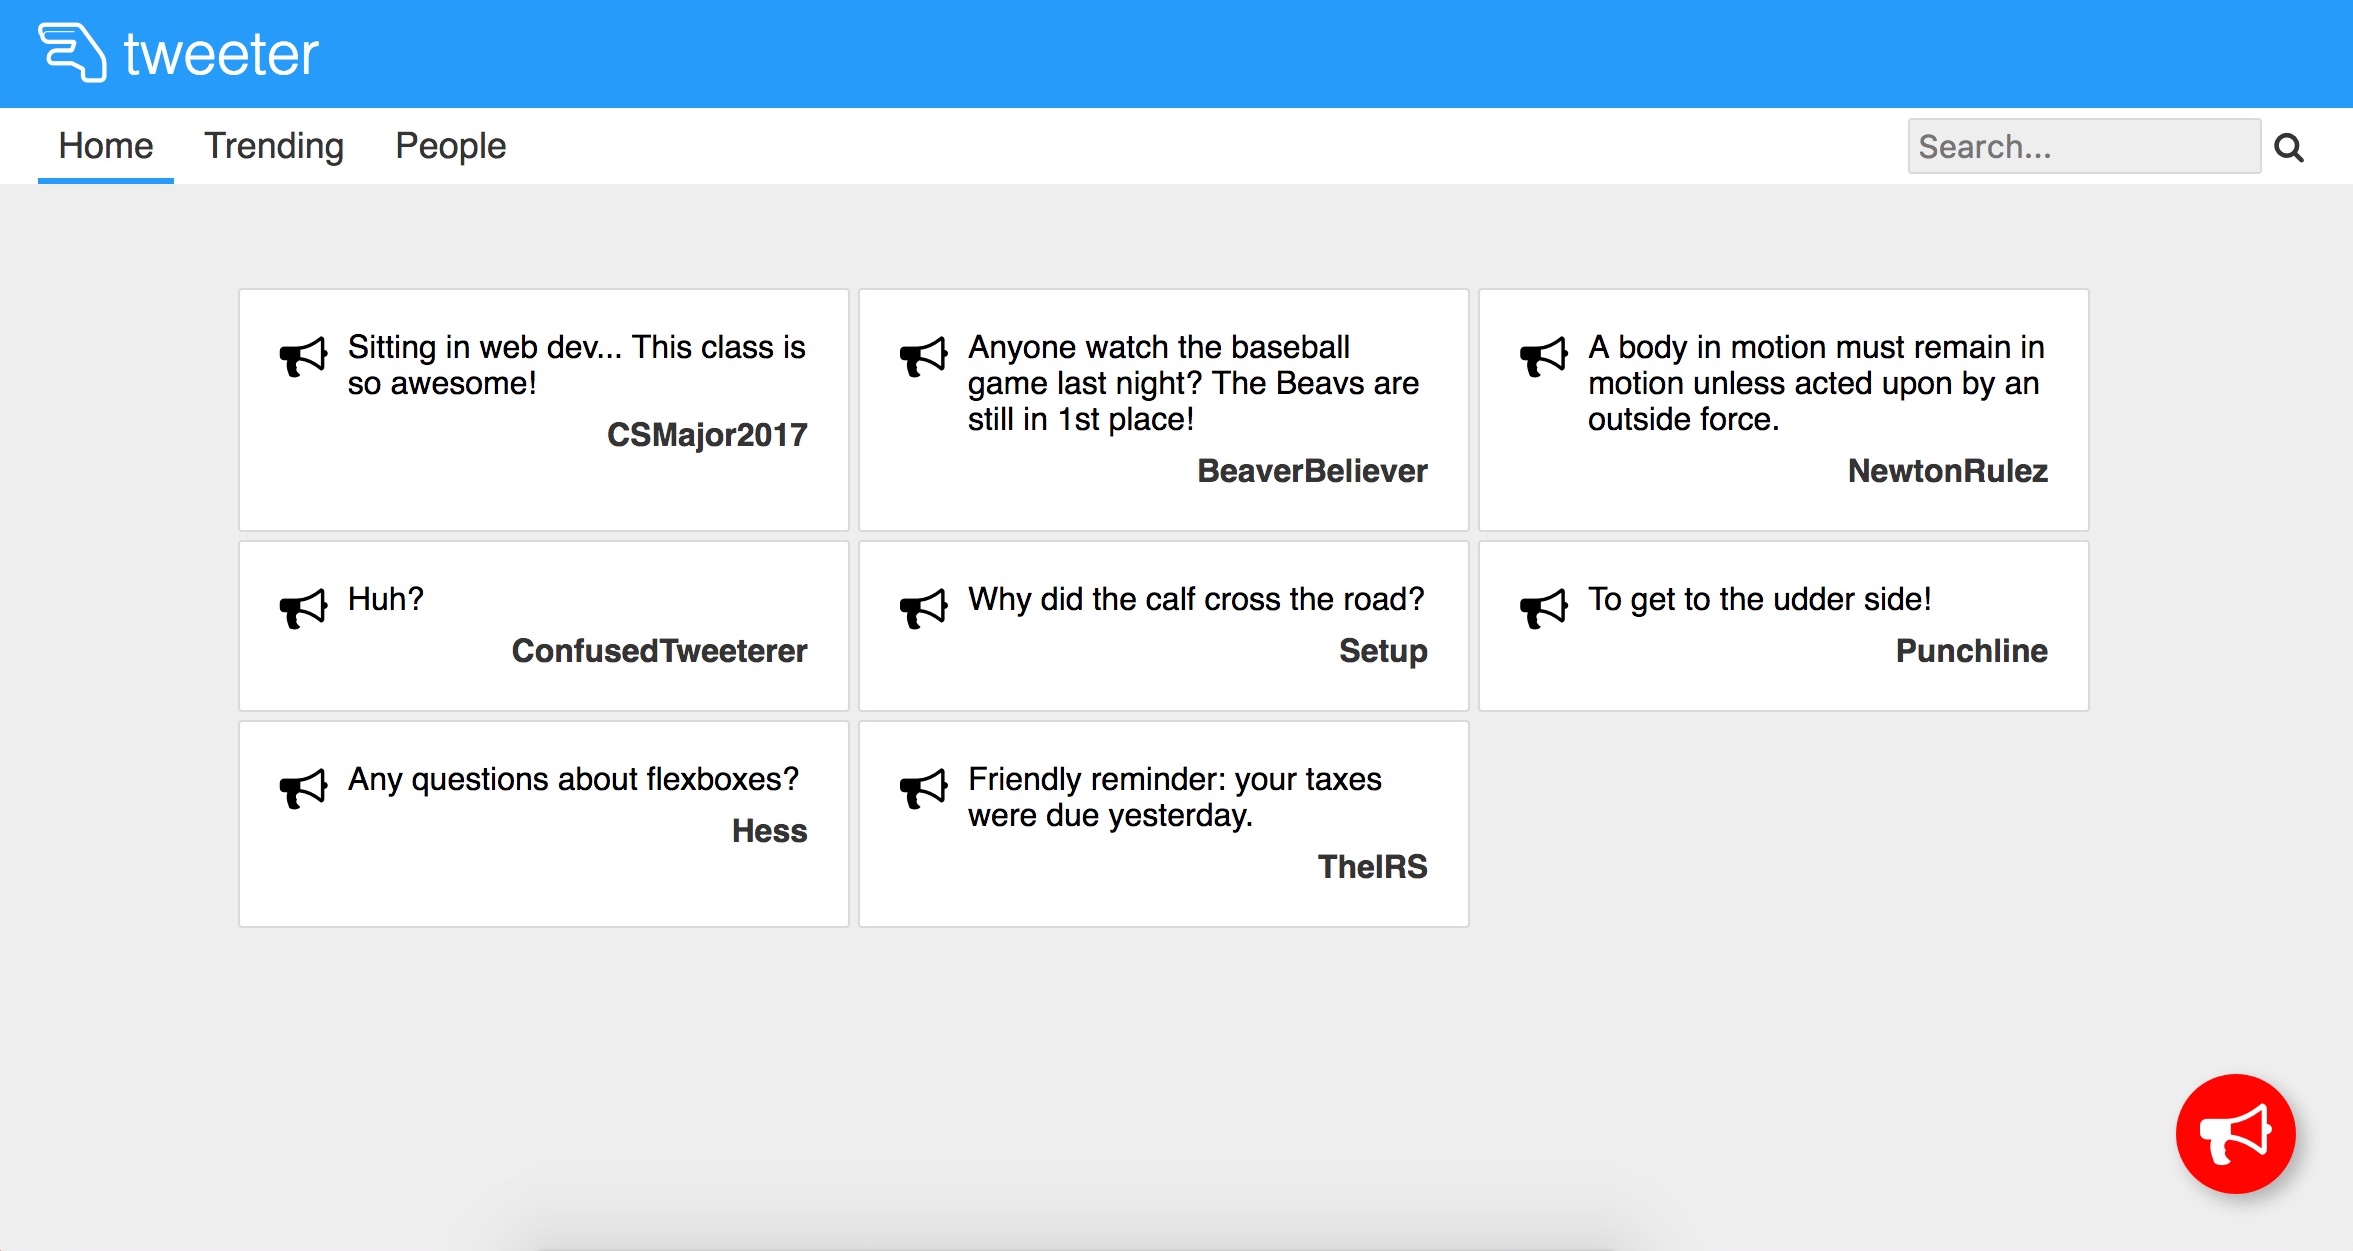 tweeter
Home Trending People Search...
Sitting in web dev... This class is
so awesome!
CSMajor2017
Anyone watch the baseball
game last night? The Beavs are
still in 1st place!
BeaverBeliever
A body in motion must remain in
motion unless acted upon by an
outside force.
NewtonRulez
Huh?
ConfusedTweeterer
Why did the calf cross the road?
Setup
To get to the udder side!
Punchline
Any questions about flexboxes?
Hess
Friendly reminder: your taxes
were due yesterday.
TheIRS